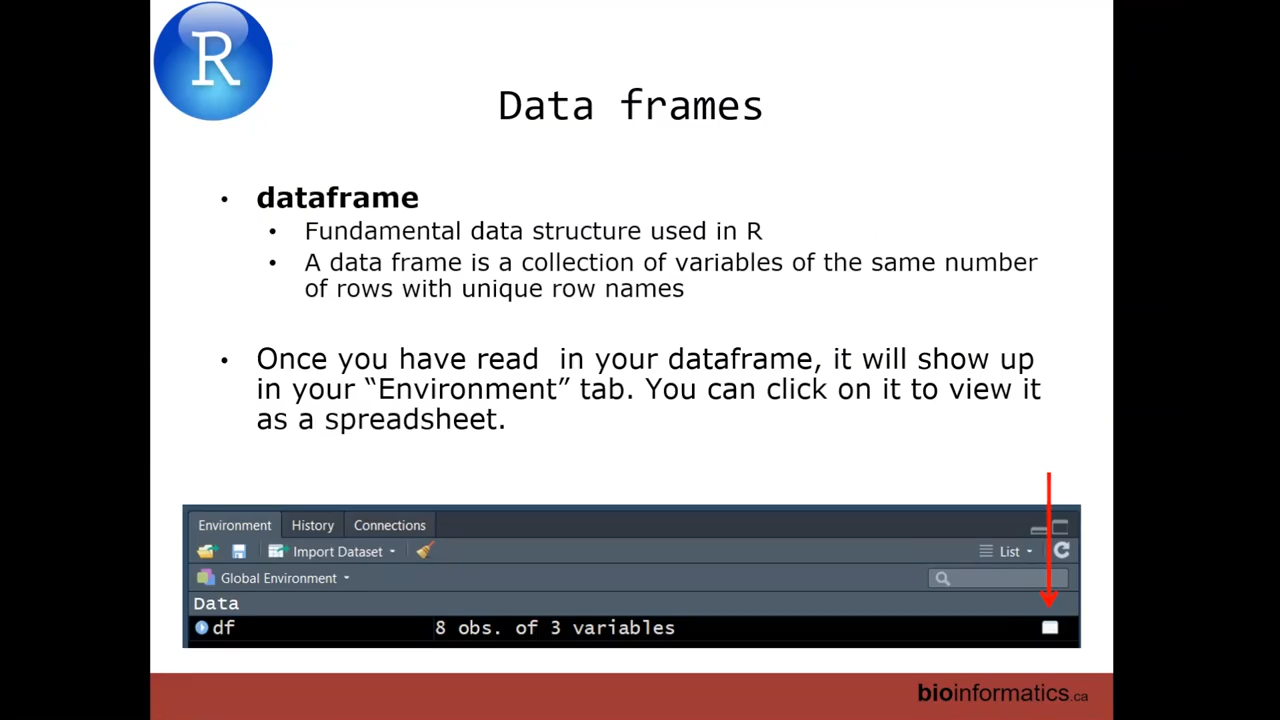 R
Data frames
• dataframe
• Fundamental data structure used in R
• A data frame is a collection of variables of the same number
of rows with unique row names
• Once you have read  in your dataframe, it will show up
in your “Environment” tab. You can click on it to view it
as a spreadsheet.
Environment History Connections
Import Dataset List
Global Environment
Data
df 8 obs. of 3 variables
bioinformatics.ca